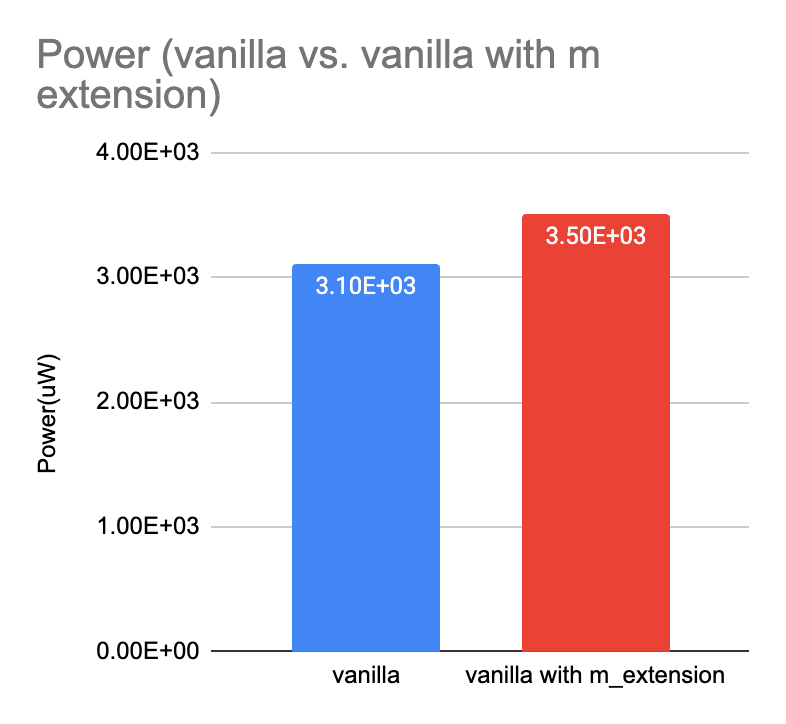 Power (vanilla vs. vanilla with m
extension)
4.00E+03
3.00E+03
2.00E+03
1.00E+03
0.00E+00
Power(uW)
3.10E+03
3.50E+03
vanilla
vanilla with m_extension